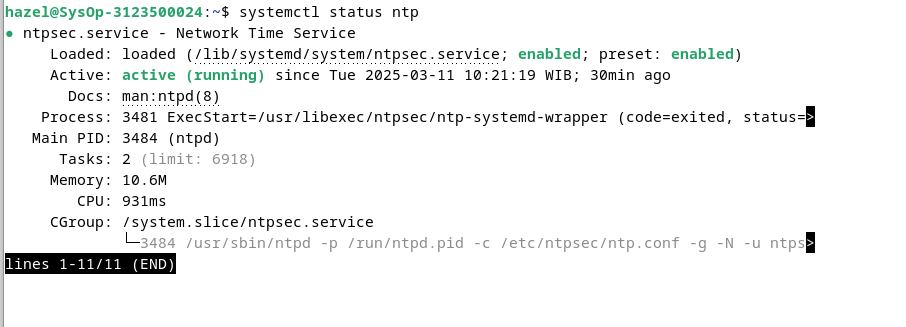 hazel@SysOp-3123500024:~$ systemctl status ntp
● ntpsec.service - Network Time Service
     Loaded: loaded (/lib/systemd/system/ntpsec.service; enabled; preset: enabled)
     Active: active (running) since Tue 2025-03-11 10:21:19 WIB; 30min ago
       Docs: man:ntpd(8)
    Process: 3481 ExecStart=/usr/libexec/ntpsec/ntp-systemd-wrapper (code=exited, status=>
   Main PID: 3484 (ntpd)
      Tasks: 2 (limit: 6918)
     Memory: 10.6M
        CPU: 931ms
     CGroup: /system.slice/ntpsec.service
             └─3484 /usr/sbin/ntpd -p /run/ntpd.pid -c /etc/ntpsec/ntp.conf -g -N -u ntps>
lines 1-11/11 (END)